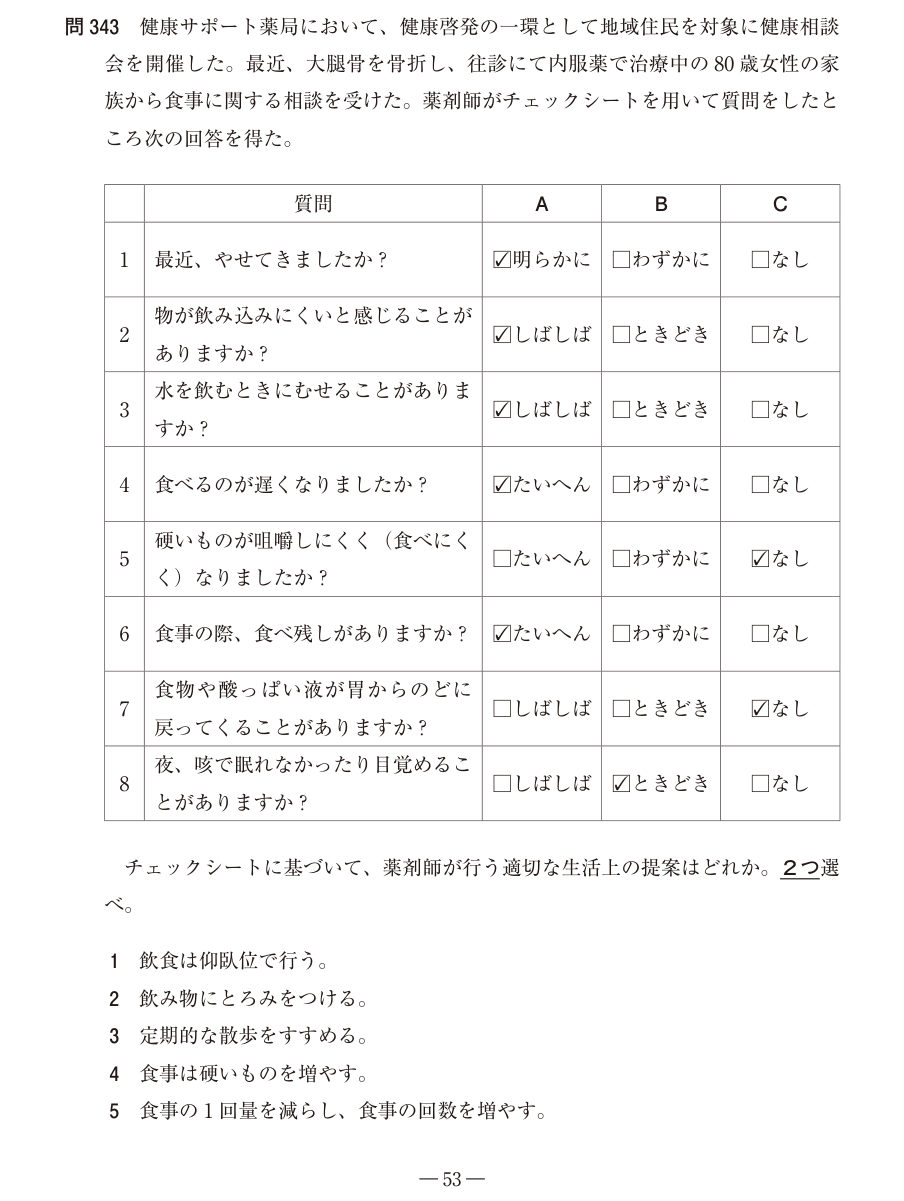 問 343 健康サポート薬局において、健康啓発の一環として地域住民を対象に健康相談
会を開催した。最近、大腿骨を骨折し、往診にて内服薬で治療中の 80 歳女性の家
族から食事に関する相談を受けた。薬剤師がチェックシートを用いて質問をしたと
ころ次の回答を得た。
質問 A B C
1 最近、やせてきましたか? ☑明らかに □わずかに □なし
2 物が飲み込みにくいと感じることが
ありますか? ☑しばしば □ときどき □なし
3 水を飲むときにむせることがありま
すか? ☑しばしば □ときどき □なし
4 食べるのが遅くなりましたか? ☑たいへん □わずかに □なし
5 硬いものが咀嚼しにくく（食べにく
く）なりましたか? □たいへん □わずかに ☑なし
6 食事の際、食べ残しがありますか? ☑たいへん □わずかに □なし
7 食物や酸っぱい液が胃からのどに
戻ってくることがありますか? □しばしば □ときどき ☑なし
8 夜、咳で眠れなかったり目覚めるこ
とがありますか? □しばしば ☑ときどき □なし
チェックシートに基づいて、薬剤師が行う適切な生活上の提案はどれか。2つ選
べ。
1 飲食は仰臥位で行う。
2 飲み物にとろみをつける。
3 定期的な散歩をすすめる。
4 食事は硬いものを増やす。
5 食事の1回量を減らし、食事の回数を増やす。
— 53 —